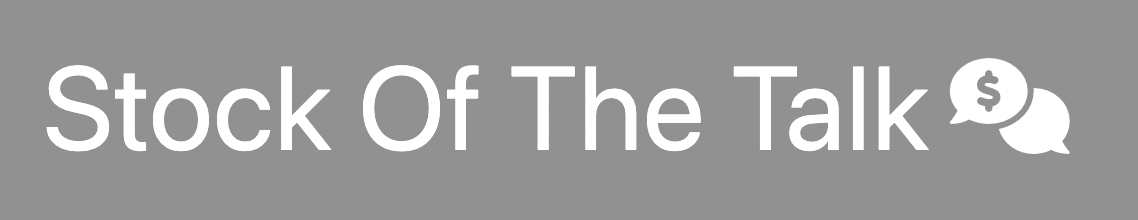 Stock Of The Talk $